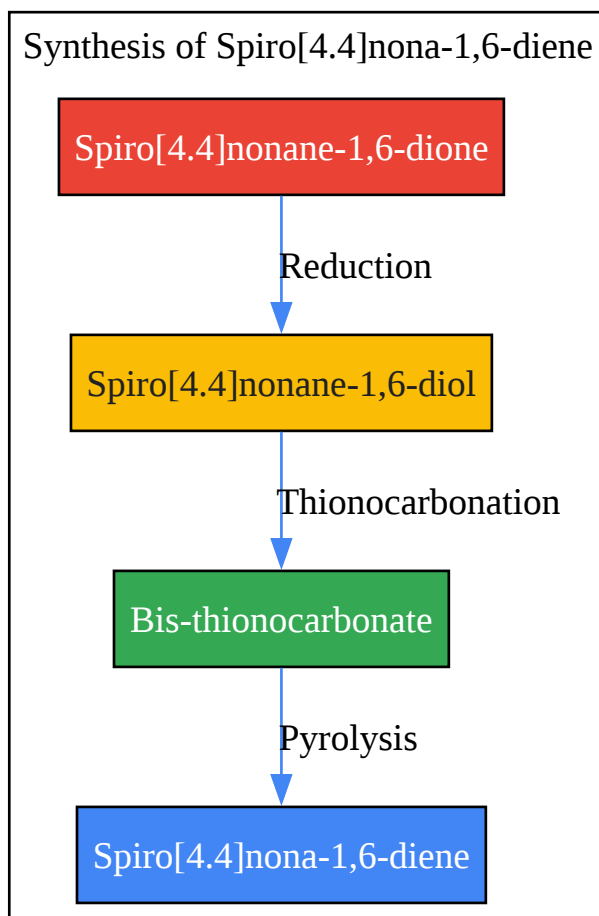 Synthesis of Spiro[4.4]nona-1,6-diene
Spiro[4.4]nonane-1,6-dione
Reduction
Spiro[4.4]nonane-1,6-diol
Thionocarbonation
Bis-thionocarbonate
Pyrolysis
Spiro[4.4]nona-1,6-diene